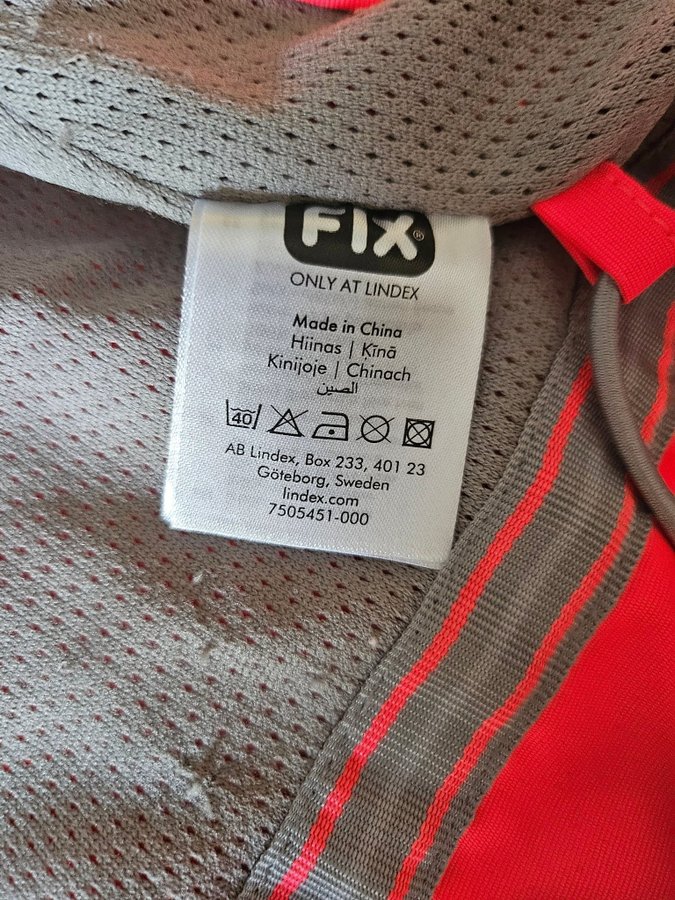 FIX®
ONLY AT LINDEX
Made in China
Hiinas | Ķīnā
Kinijoje | Chinach
الصين
40
AB Lindex, Box 233, 401 23
Göteborg, Sweden
lindex.com
7505451-000